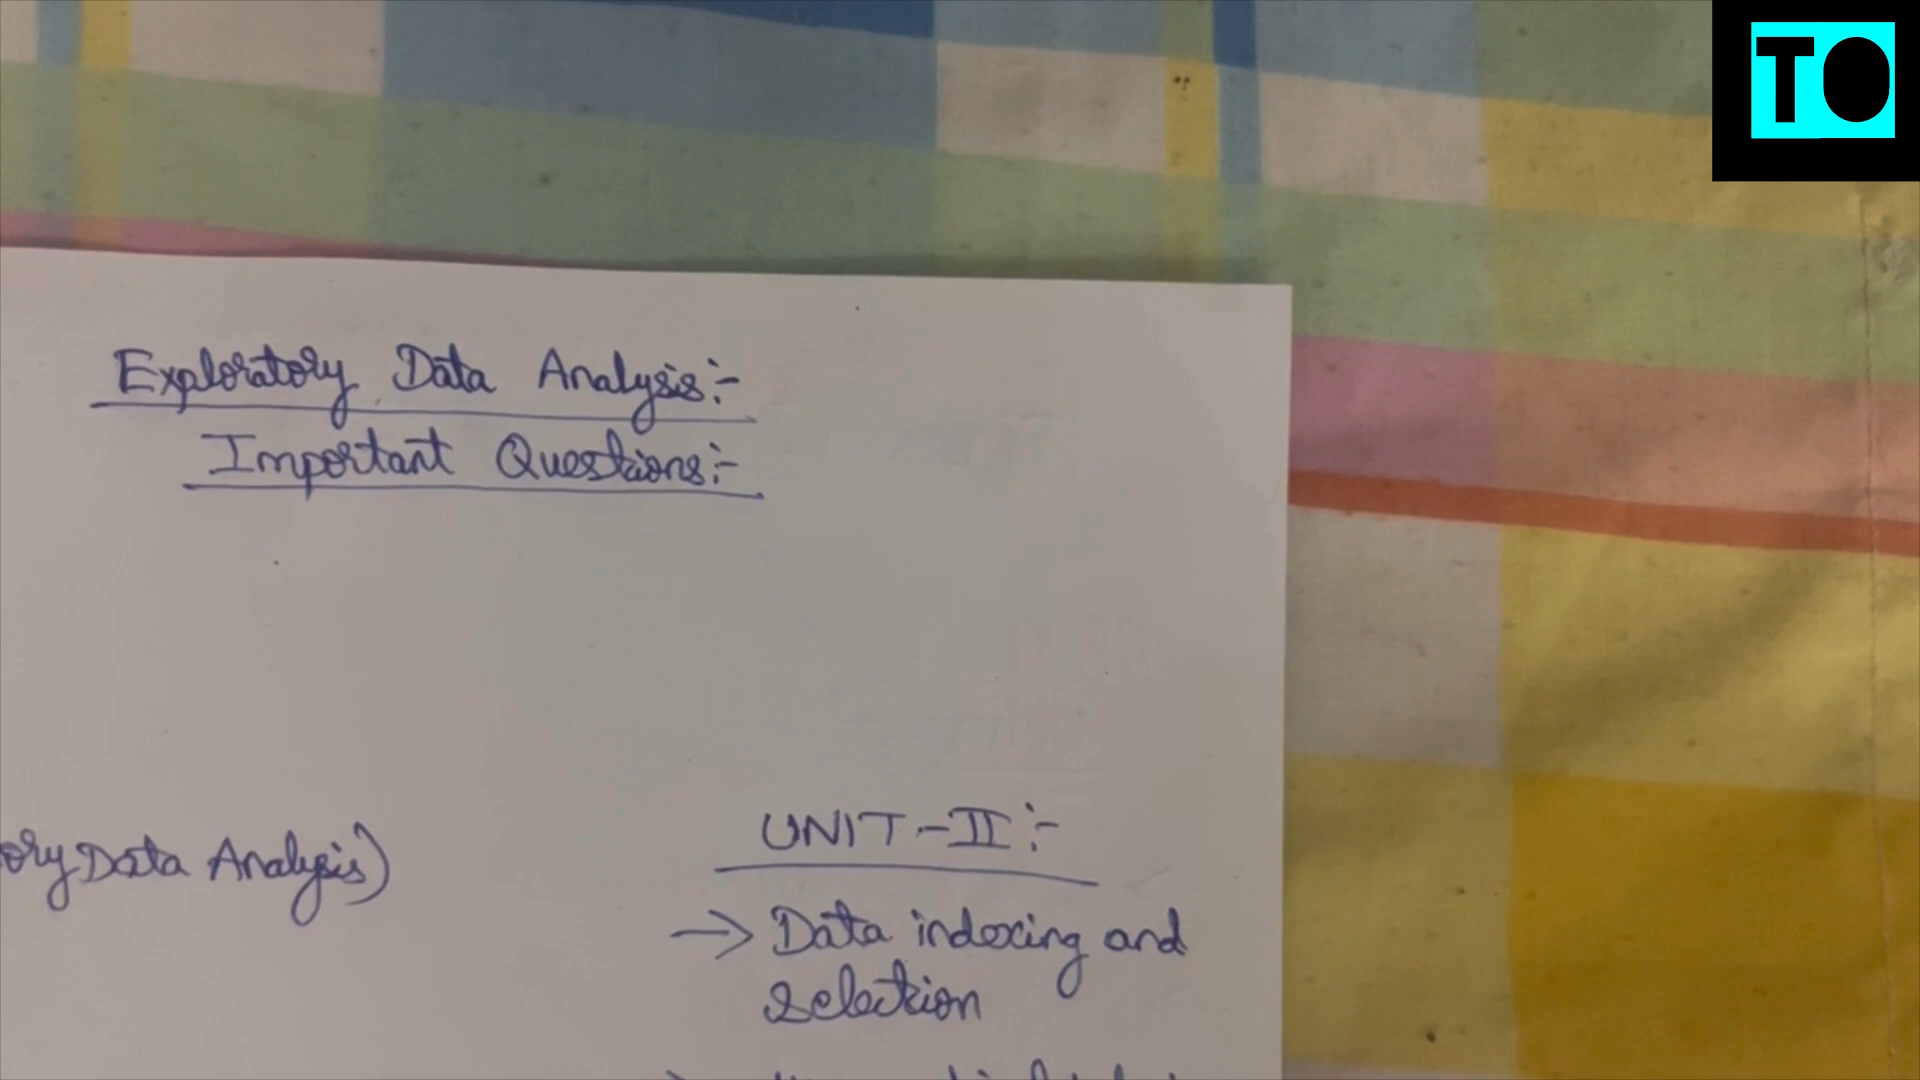 TO
Exploratory Data Analysis:-
Important Questions:-
ory Data Analysis)
UNIT-II:-
→ Data indexing and
selection